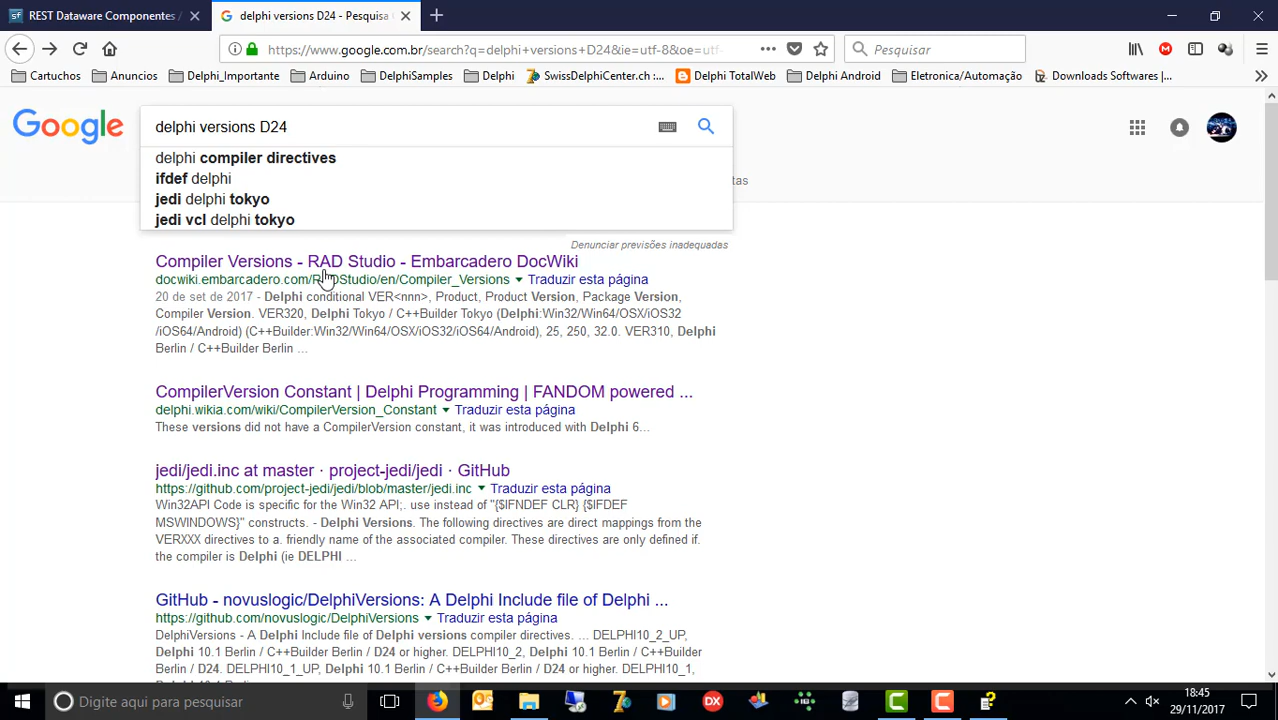 REST Dataware Componentes /
delphi versions D24 - Pesquisa
https://www.google.com.br/search?q=delphi+versions+D24&ie=utf-8&oe=utf-
Pesquisar
Cartuchos
Anuncios
Delphi_Importante
Arduino
DelphiSamples
Delphi
SwissDelphiCenter.ch :...
Delphi TotalWeb
Delphi Android
Eletronica/Automação
Downloads Softwares |...
Google
delphi versions D24
delphi compiler directives
ifdef delphi
jedi delphi tokyo
jedi vcl delphi tokyo
tas
Denunciar previsões inadequadas
Compiler Versions - RAD Studio - Embarcadero DocWiki
docwiki.embarcadero.com/RADStudio/en/Compiler_Versions Traduzir esta página
20 de set de 2017 - Delphi conditional VER<nnn>, Product, Product Version, Package Version,
Compiler Version. VER320, Delphi Tokyo / C++Builder Tokyo (Delphi:Win32/Win64/OSX/iOS32
/iOS64/Android) (C++Builder:Win32/Win64/OSX/iOS32/iOS64/Android), 25, 250, 32.0. VER310, Delphi
Berlin / C++Builder Berlin ...
CompilerVersion Constant | Delphi Programming | FANDOM powered ...
delphi.wikia.com/wiki/CompilerVersion_Constant Traduzir esta página
These versions did not have a CompilerVersion constant, it was introduced with Delphi 6...
jedi/jedi.inc at master · project-jedi/jedi · GitHub
https://github.com/project-jedi/jedi/blob/master/jedi.inc Traduzir esta página
Win32API Code is specific for the Win32 API;. use instead of "{$IFNDEF CLR} {$IFDEF
MSWINDOWS}" constructs. - Delphi Versions. The following directives are direct mappings from the
VERXXX directives to a. friendly name of the associated compiler. These directives are only defined if.
the compiler is Delphi (ie DELPHI ...
GitHub - novuslogic/DelphiVersions: A Delphi Include file of Delphi ...
https://github.com/novuslogic/DelphiVersions Traduzir esta página
DelphiVersions - A Delphi Include file of Delphi versions compiler directives. ... DELPHI10_2_UP,
Delphi 10.1 Berlin / C++Builder Berlin / D24 or higher. DELPHI10_2, Delphi 10.1 Berlin / C++Builder
Berlin / D24. DELPHI10_1_UP, Delphi 10.1 Berlin / C++Builder Berlin / D24 or higher. DELPHI10_1,
Digite aqui para pesquisar
18:45
29/11/2017